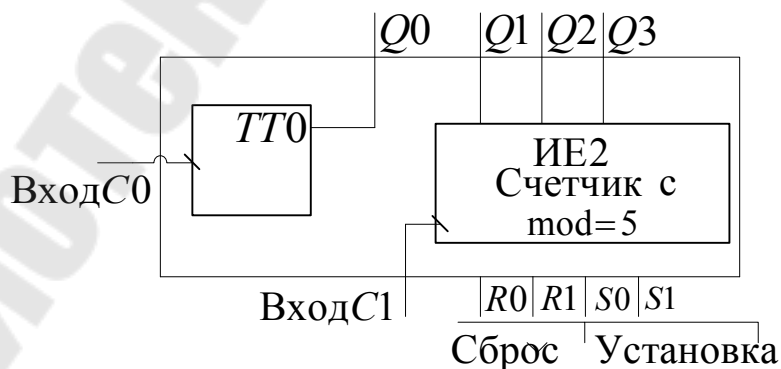 Q0 Q1 Q2 Q3
TT0
ИЕ2
Счетчик с
mod=5
ВходC0
ВходC1
R0 R1 S0 S1
Сброс Установка